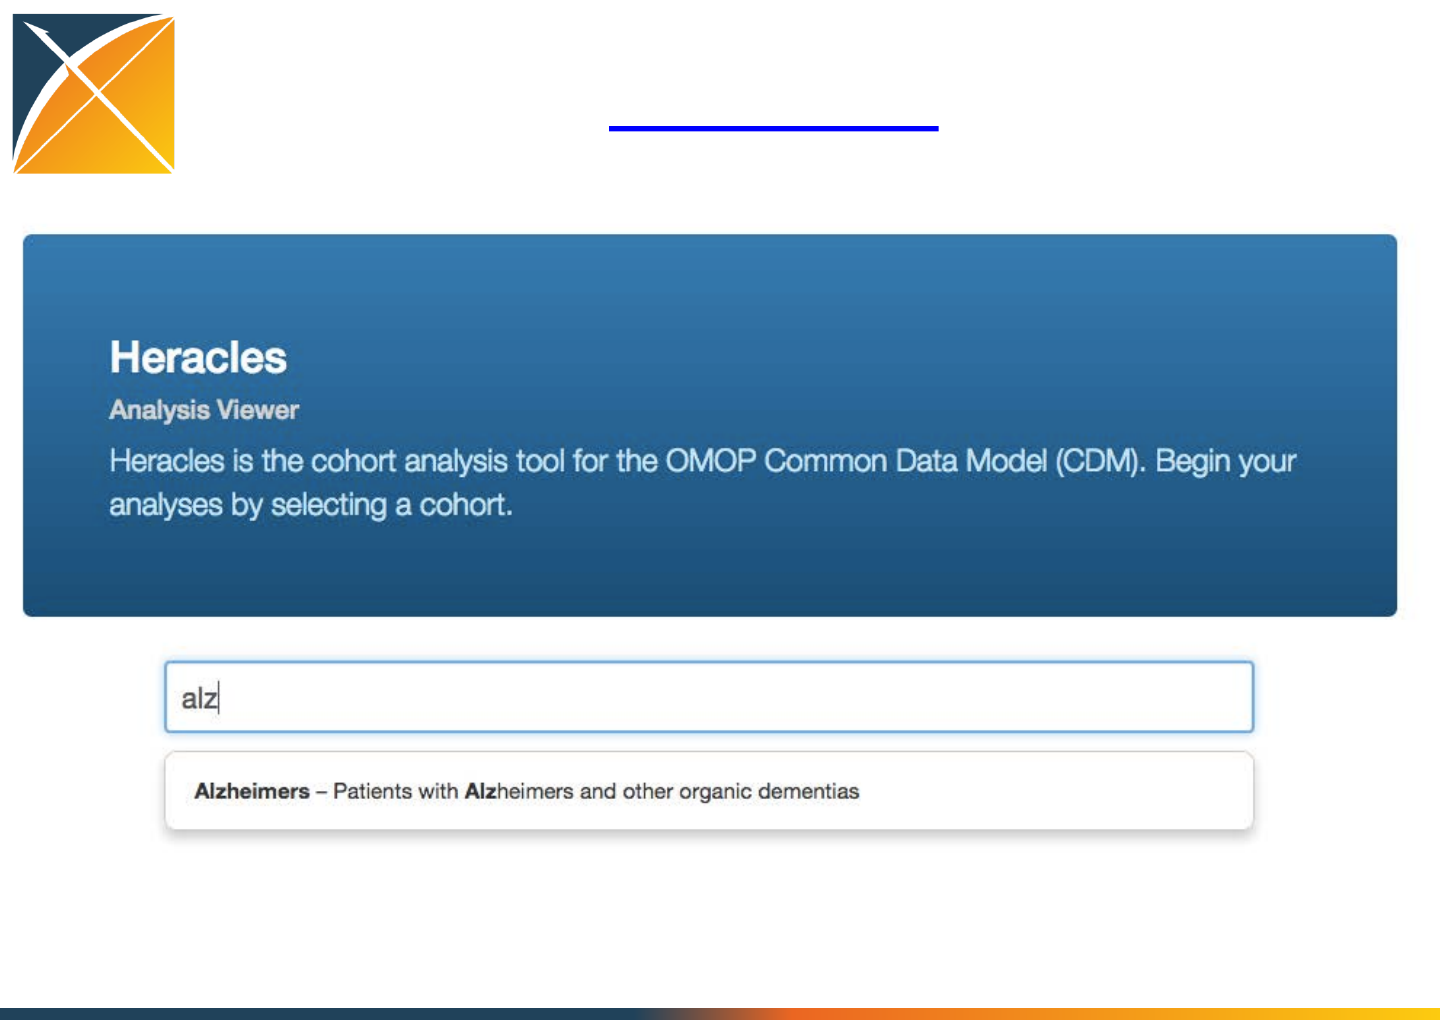 Heracles
Analysis Viewer
Heracles is the cohort analysis tool for the OMOP Common Data Model (CDM). Begin your
analyses by selecting a cohort.
alz
Alzheimers – Patients with Alzheimers and other organic dementias